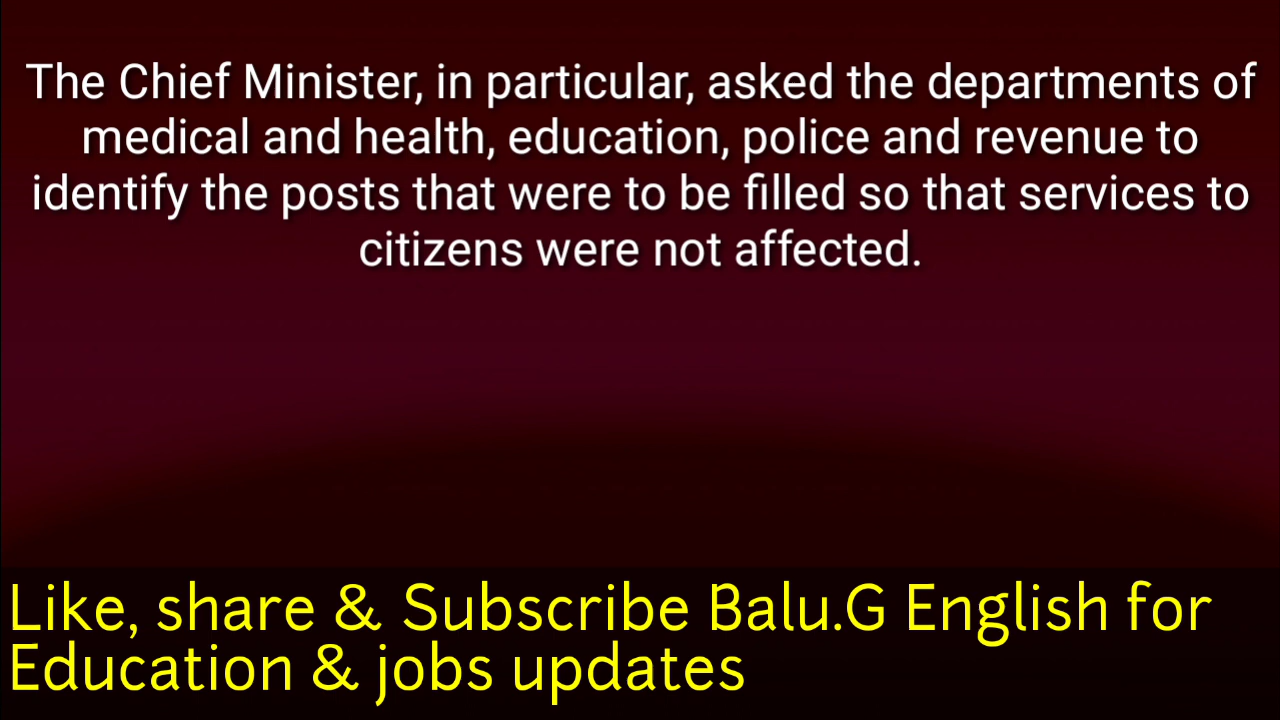 The Chief Minister, in particular, asked the departments of
medical and health, education, police and revenue to
identify the posts that were to be filled so that services to
citizens were not affected.
Like, share & Subscribe Balu.G English for
Education & jobs updates